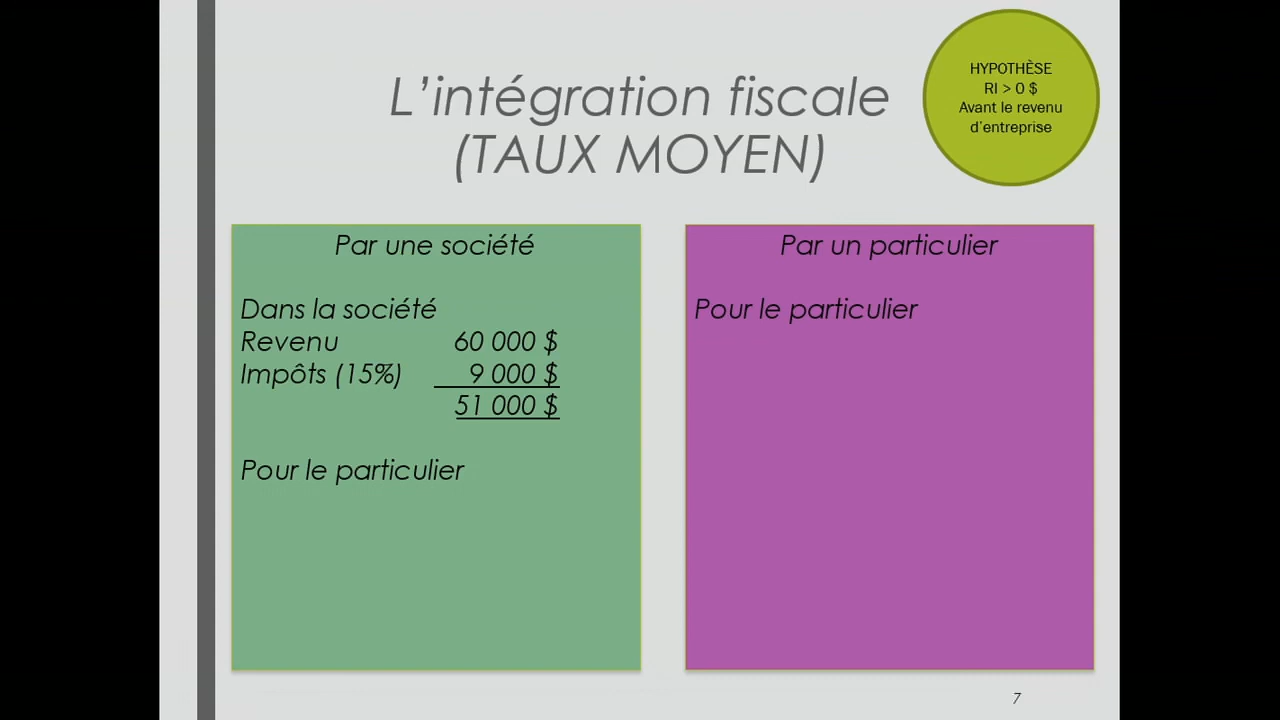 L'intégration fiscale
(TAUX MOYEN)
HYPOTHÈSE
RI > 0 $
Avant le revenu
d'entreprise
Par une société
Dans la société
Revenu 60 000 $
Impôts (15%) 9 000 $
51 000 $
Pour le particulier
Par un particulier
Pour le particulier
7